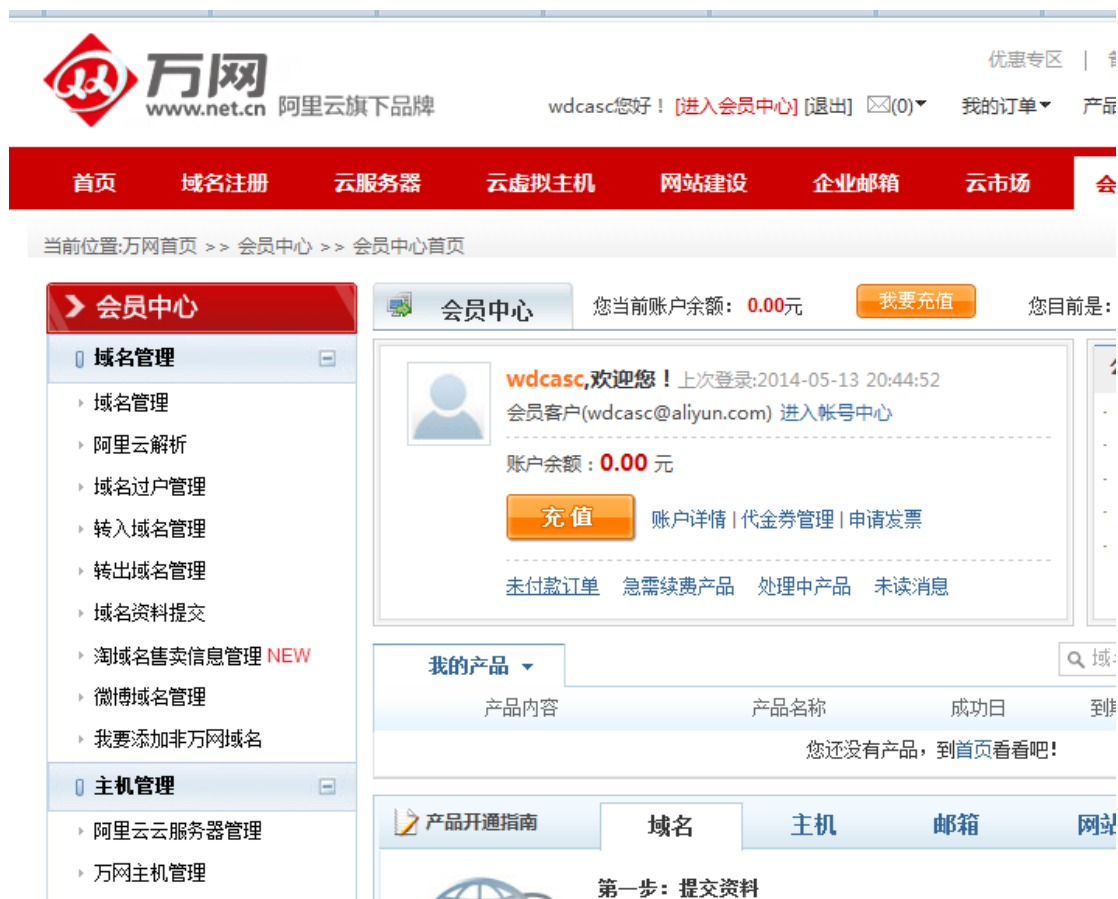 优惠专区 |
万网
www.net.cn 阿里云旗下品牌
wdcasc您好！ [进入会员中心] [退出] (0) 我的订单 产品
首页 域名注册 云服务器 云虚拟主机 网站建设 企业邮箱 云市场 会
当前位置:万网首页 >> 会员中心 >> 会员中心首页
会员中心
域名管理
域名管理
阿里云解析
域名过户管理
转入域名管理
转出域名管理
域名资料提交
淘域名售卖信息管理 NEW
微博域名管理
我要添加非万网域名
主机管理
阿里云云服务器管理
万网主机管理
会员中心 您当前账户余额：0.00元 我要充值 您目前是：
wdcasc,欢迎您！上次登录:2014-05-13 20:44:52
会员客户(wdcasc@aliyun.com) 进入帐号中心
账户余额：0.00 元
充 值 账户详情 | 代金券管理 | 申请发票
未付款订单 急需续费产品 处理中产品 未读消息
我的产品 域
产品内容 产品名称 成功日 到
您还没有产品，到首页看看吧！
产品开通指南 域名 主机 邮箱 网站
第一步：提交资料